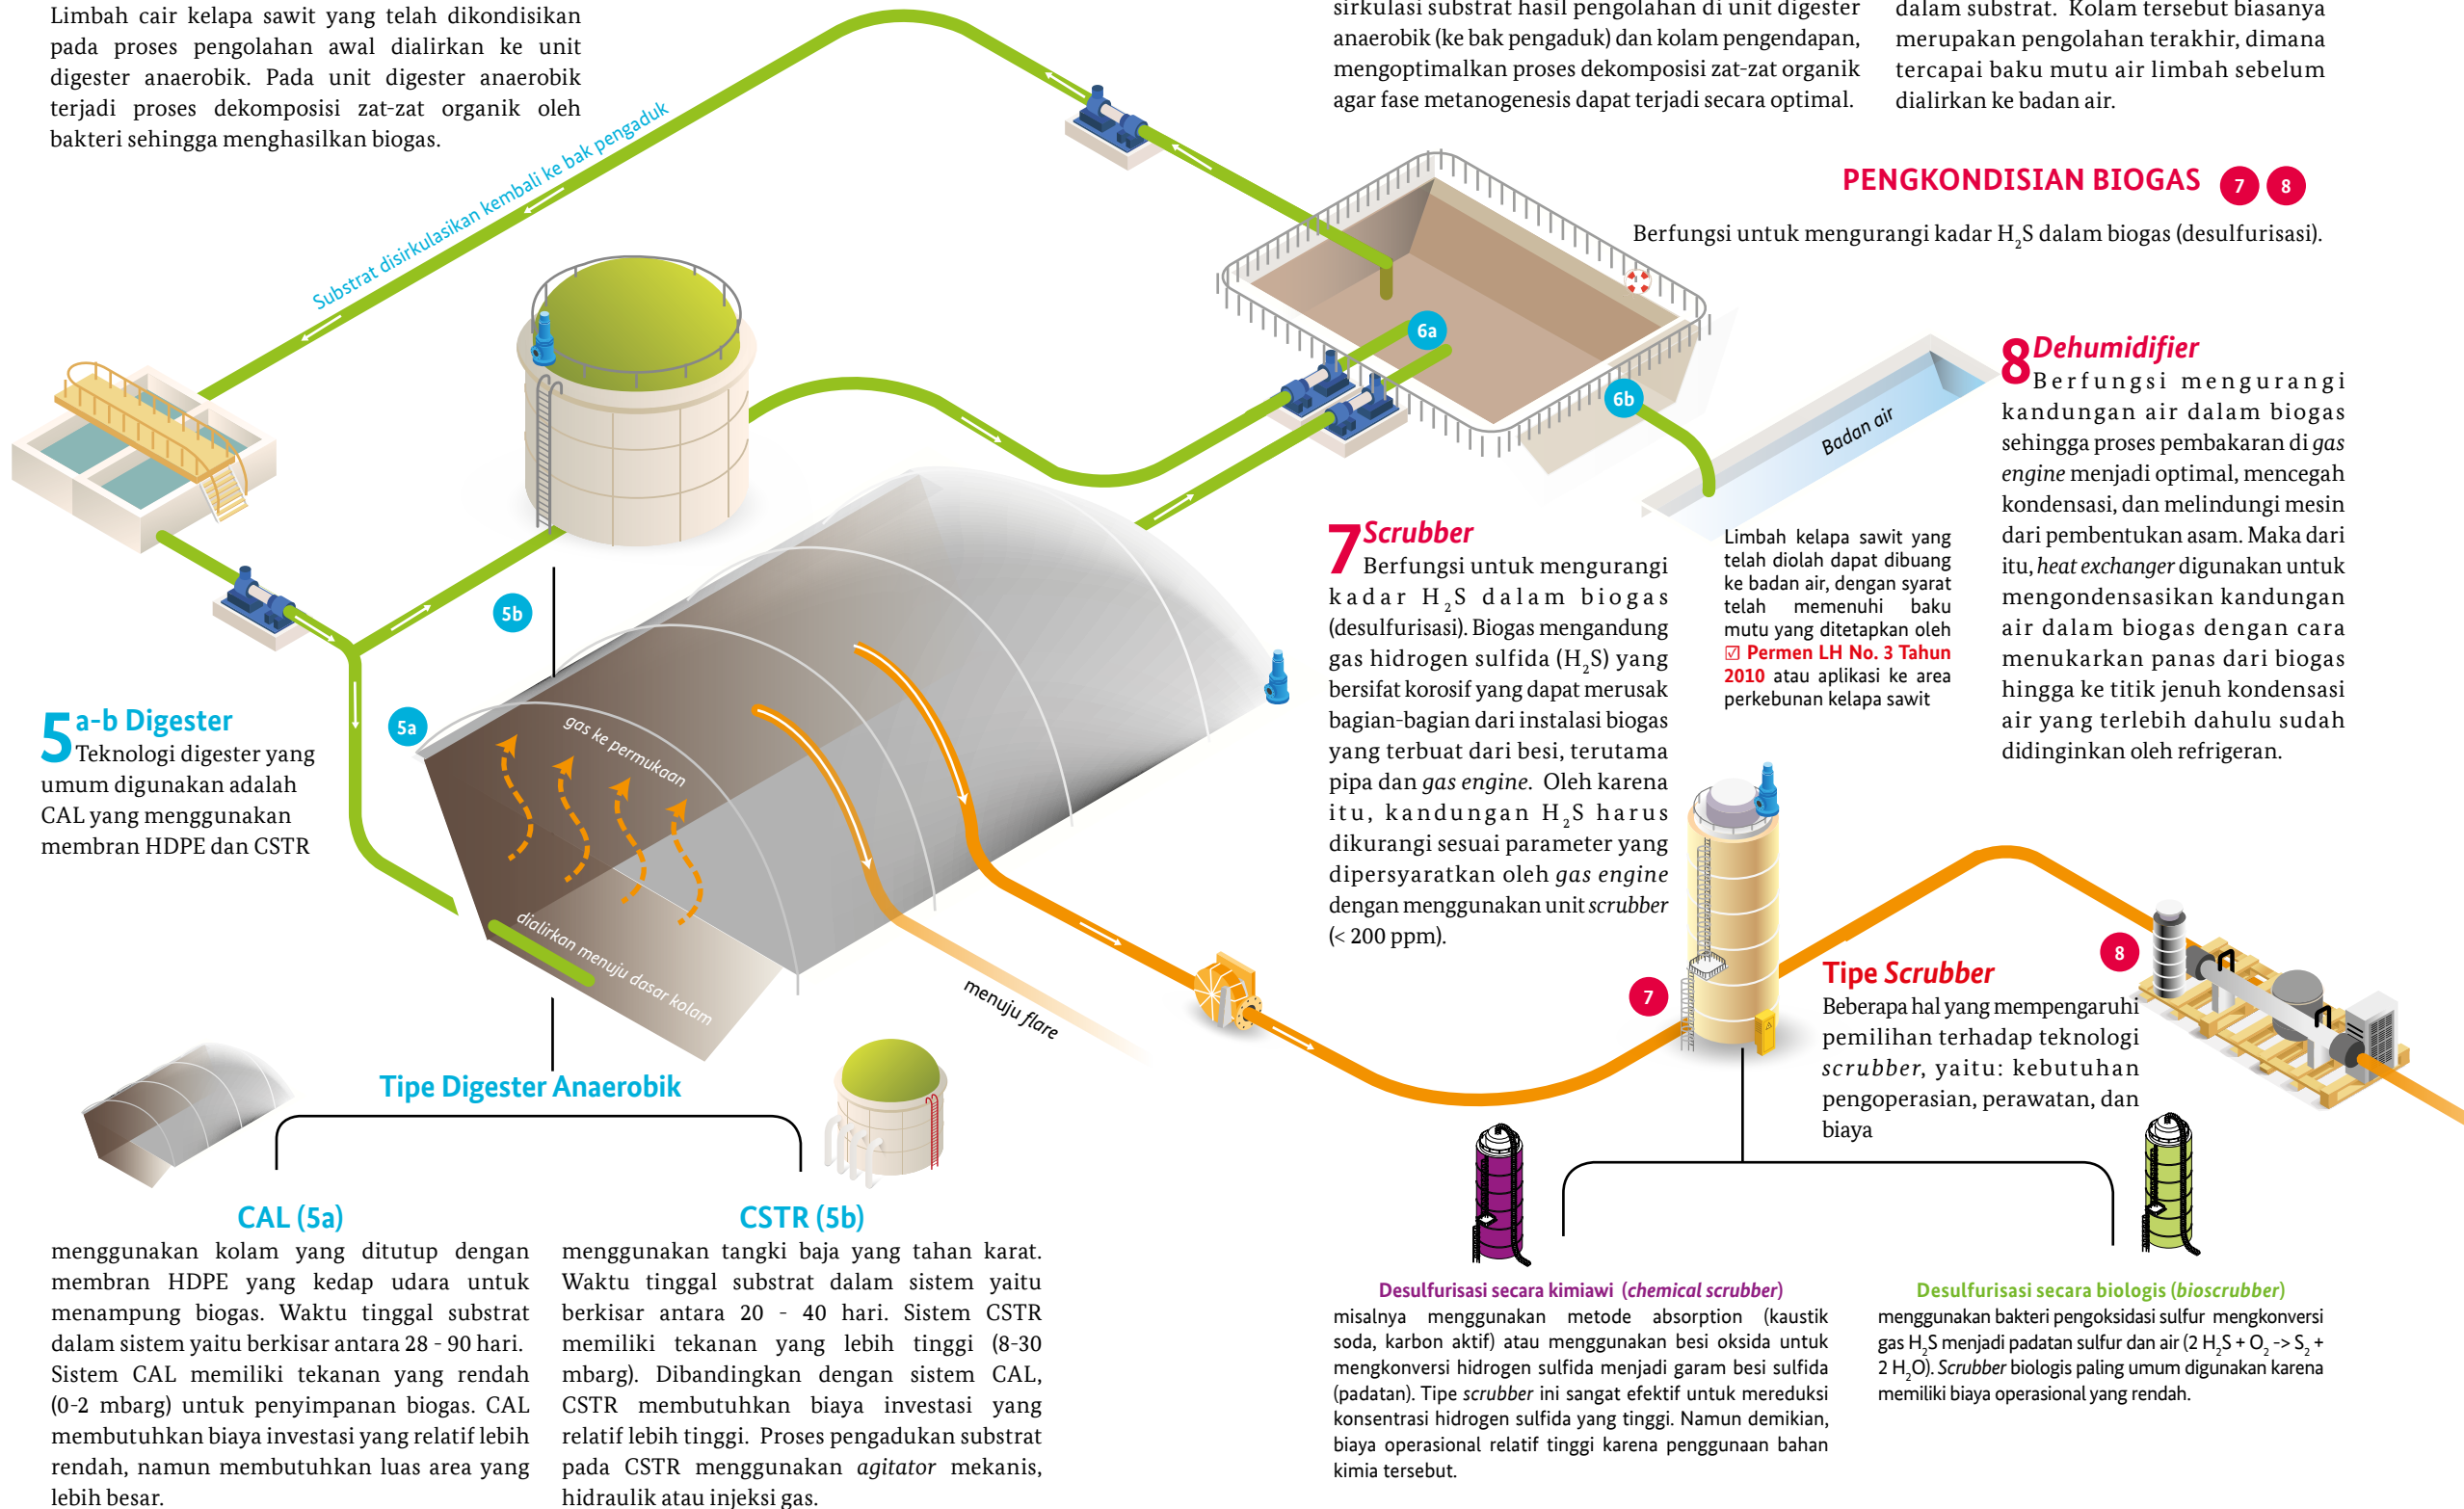 Limbah cair kelapa sawit yang telah dikondisikan
pada proses pengolahan awal dialirkan ke unit
digester anaerobik. Pada unit digester anaerobik
terjadi proses dekomposisi zat-zat organik oleh
bakteri sehingga menghasilkan biogas.
sirkulasi substrat hasil pengolahan di unit digester
anaerobik (ke bak pengaduk) dan kolam pengendapan,
mengoptimalkan proses dekomposisi zat-zat organik
agar fase metanogenesis dapat terjadi secara optimal.
dalam substrat. Kolam tersebut biasanya
merupakan pengolahan terakhir, dimana
tercapai baku mutu air limbah sebelum
dialirkan ke badan air.
Substrat disirkulasikan kembali ke bak pengaduk
PENGKONDISIAN BIOGAS 7 8
Berfungsi untuk mengurangi kadar H₂S dalam biogas (desulfurisasi).
6a
6b
Badan air
8 Dehumidifier
Berfungsi mengurangi
kandungan air dalam biogas
sehingga proses pembakaran di gas
engine menjadi optimal, mencegah
kondensasi, dan melindungi mesin
dari pembentukan asam. Maka dari
itu, heat exchanger digunakan untuk
mengondensasikan kandungan
air dalam biogas dengan cara
menukarkan panas dari biogas
hingga ke titik jenuh kondensasi
air yang terlebih dahulu sudah
didinginkan oleh refrigeran.
7 Scrubber
Berfungsi untuk mengurangi
kadar H₂S dalam biogas
(desulfurisasi). Biogas mengandung
gas hidrogen sulfida (H₂S) yang
bersifat korosif yang dapat merusak
bagian-bagian dari instalasi biogas
yang terbuat dari besi, terutama
pipa dan gas engine. Oleh karena
itu, kandungan H₂S harus
dikurangi sesuai parameter yang
dipersyaratkan oleh gas engine
dengan menggunakan unit scrubber
(< 200 ppm).
Limbah kelapa sawit yang
telah diolah dapat dibuang
ke badan air, dengan syarat
telah memenuhi baku
mutu yang ditetapkan oleh
☑ Permen LH No. 3 Tahun
2010 atau aplikasi ke area
perkebunan kelapa sawit
5b
5a
5 a-b Digester
Teknologi digester yang
umum digunakan adalah
CAL yang menggunakan
membran HDPE dan CSTR
gas ke permukaan
dialirkan menuju dasar kolam
menuju flare
7
8
Tipe Scrubber
Beberapa hal yang mempengaruhi
pemilihan terhadap teknologi
scrubber, yaitu: kebutuhan
pengoperasian, perawatan, dan
biaya
Tipe Digester Anaerobik
CAL (5a)
menggunakan kolam yang ditutup dengan
membran HDPE yang kedap udara untuk
menampung biogas. Waktu tinggal substrat
dalam sistem yaitu berkisar antara 28 - 90 hari.
Sistem CAL memiliki tekanan yang rendah
(0-2 mbarg) untuk penyimpanan biogas. CAL
membutuhkan biaya investasi yang relatif lebih
rendah, namun membutuhkan luas area yang
lebih besar.
CSTR (5b)
menggunakan tangki baja yang tahan karat.
Waktu tinggal substrat dalam sistem yaitu
berkisar antara 20 - 40 hari. Sistem CSTR
memiliki tekanan yang lebih tinggi (8-30
mbarg). Dibandingkan dengan sistem CAL,
CSTR membutuhkan biaya investasi yang
relatif lebih tinggi. Proses pengadukan substrat
pada CSTR menggunakan agitator mekanis,
hidraulik atau injeksi gas.
Desulfurisasi secara kimiawi (chemical scrubber)
misalnya menggunakan metode absorption (kaustik
soda, karbon aktif) atau menggunakan besi oksida untuk
mengkonversi hidrogen sulfida menjadi garam besi sulfida
(padatan). Tipe scrubber ini sangat efektif untuk mereduksi
konsentrasi hidrogen sulfida yang tinggi. Namun demikian,
biaya operasional relatif tinggi karena penggunaan bahan
kimia tersebut.
Desulfurisasi secara biologis (bioscrubber)
menggunakan bakteri pengoksidasi sulfur mengkonversi
gas H₂S menjadi padatan sulfur dan air (2 H₂S + O₂ -> S₂ +
2 H₂O). Scrubber biologis paling umum digunakan karena
memiliki biaya operasional yang rendah.